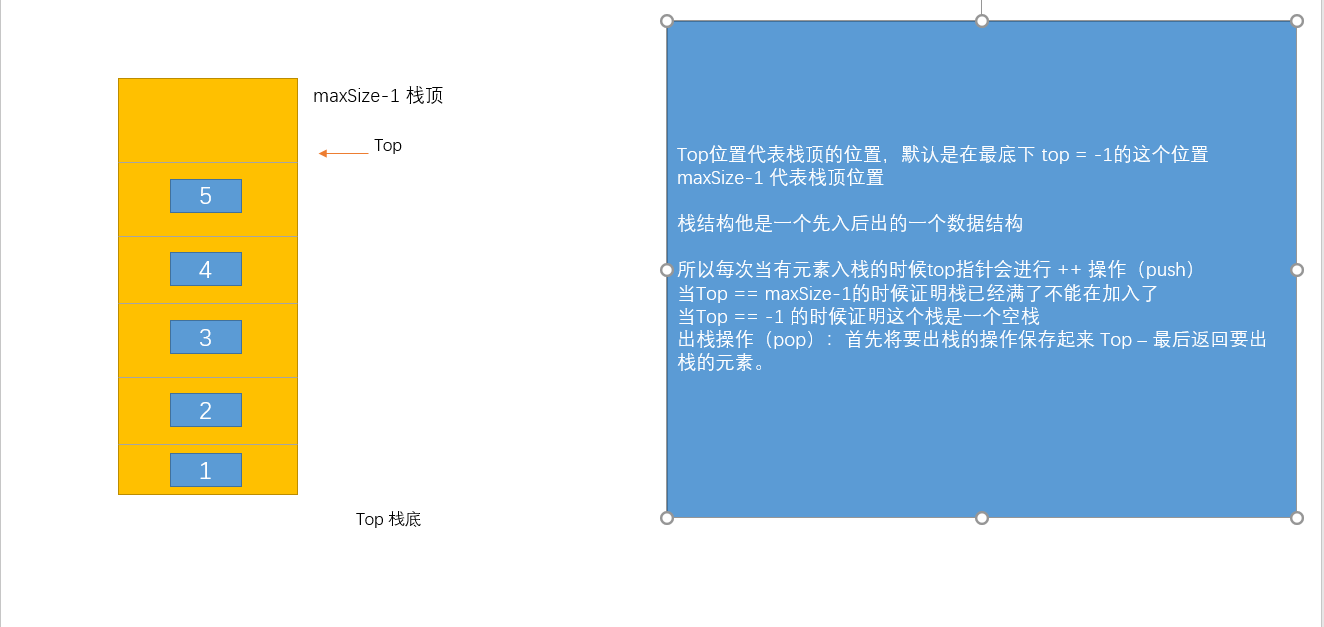 maxSize-1 栈顶
Top
5
4
3
2
1
Top 栈底
Top位置代表栈顶的位置，默认是在最底下 top = -1的这个位置
maxSize-1 代表栈顶位置
栈结构他是一个先入后出的一个数据结构
所以每次当有元素入栈的时候top指针会进行 ++ 操作（push）
当Top == maxSize-1的时候证明栈已经满了不能在加入了
当Top == -1 的时候证明这个栈是一个空栈
出栈操作（pop）：首先将要出栈的操作保存起来 Top – 最后返回要出
栈的元素。